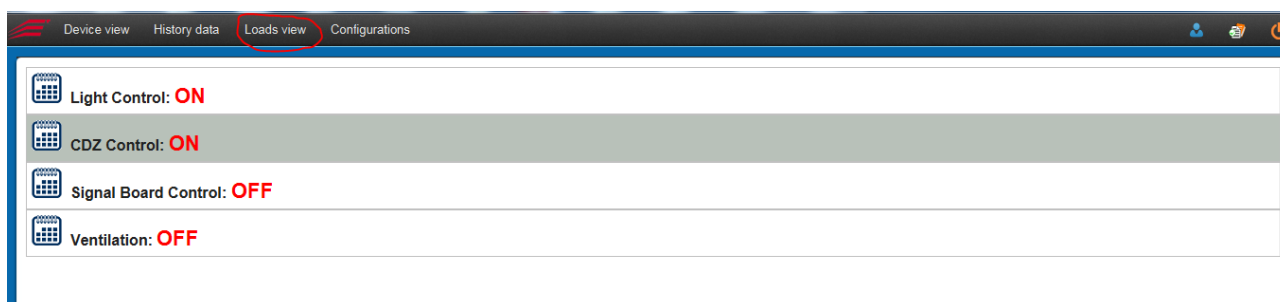 Device view History data Loads view Configurations
Light Control: ON
CDZ Control: ON
Signal Board Control: OFF
Ventilation: OFF